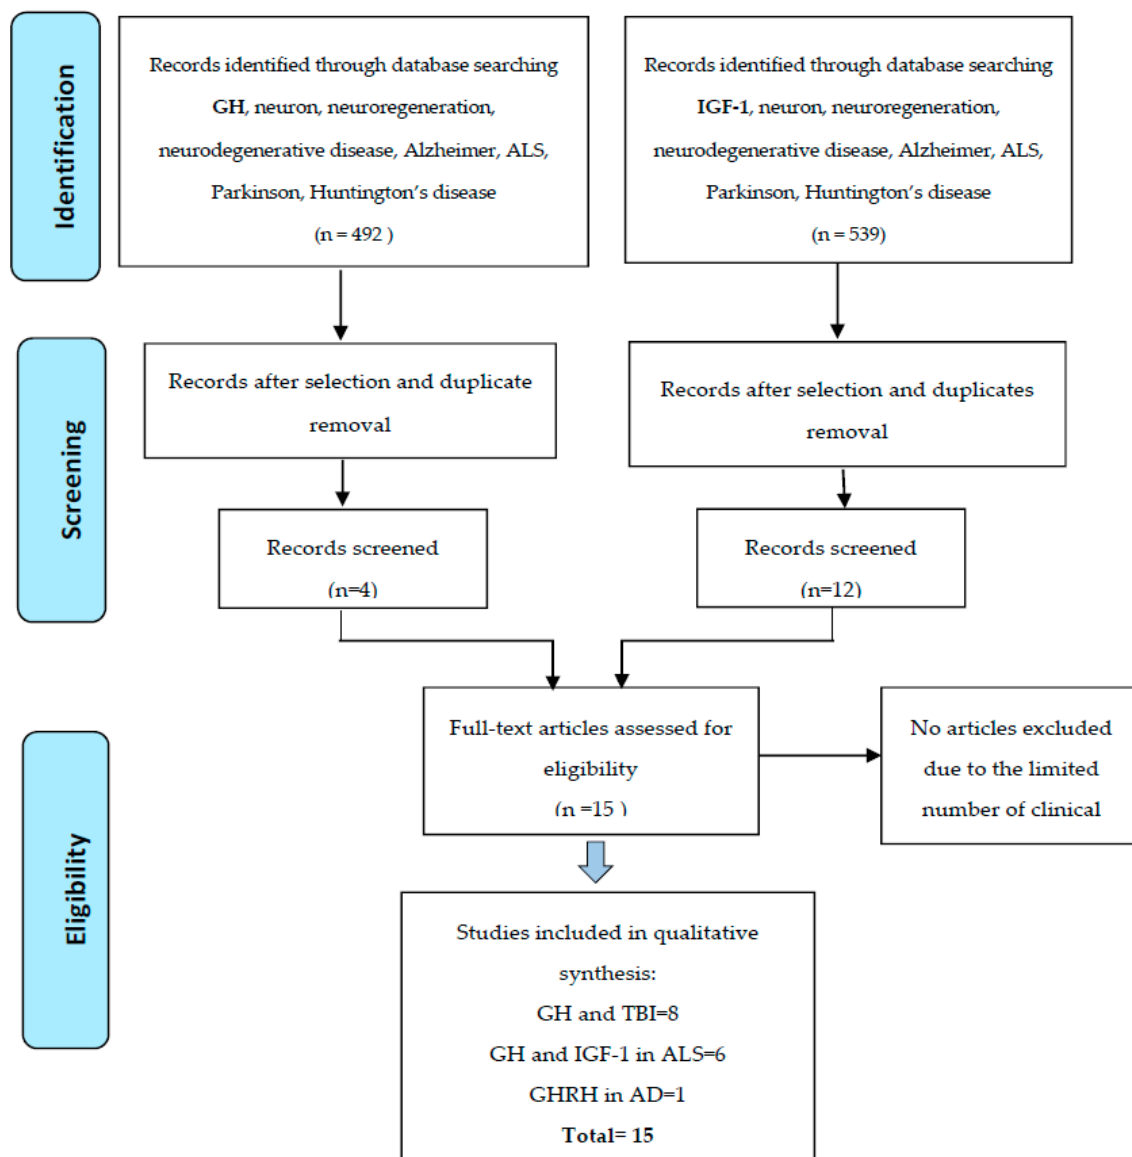 Identification
Records identified through database searching
GH, neuron, neuroregeneration,
neurodegenerative disease, Alzheimer, ALS,
Parkinson, Huntington's disease
(n = 492 )
Records identified through database searching
IGF-1, neuron, neuroregeneration,
neurodegenerative disease, Alzheimer, ALS,
Parkinson, Huntington's disease
(n = 539)
Screening
Records after selection and duplicate
removal
Records after selection and duplicates
removal
Records screened
(n=4)
Records screened
(n=12)
Eligibility
Full-text articles assessed for
eligibility
(n =15 )
No articles excluded
due to the limited
number of clinical
Studies included in qualitative
synthesis:
GH and TBI=8
GH and IGF-1 in ALS=6
GHRH in AD=1
Total= 15